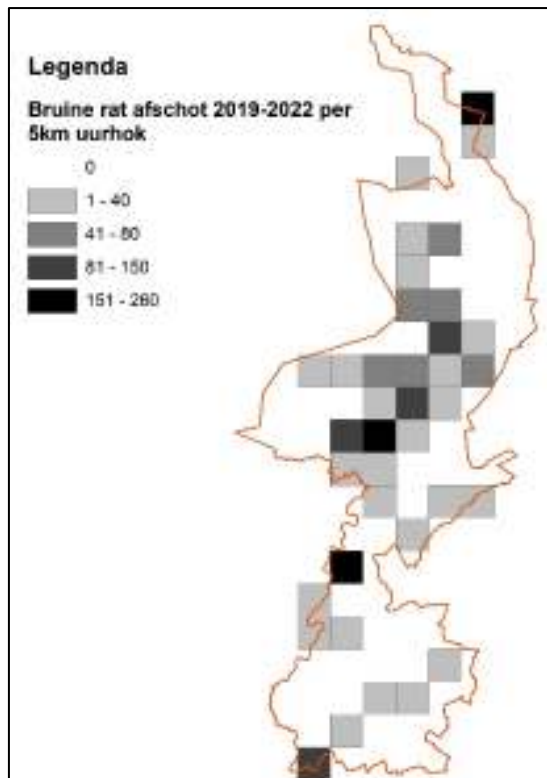 Legenda
Bruine rat afschot 2019-2022 per
5km uurhok
0
1 - 40
41 - 80
81 - 150
151 - 260